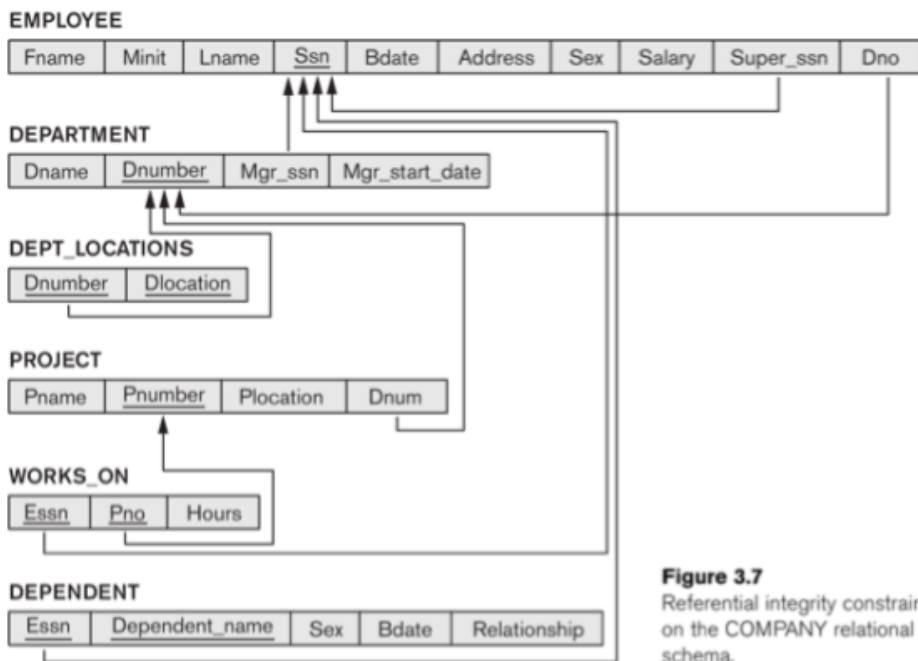 EMPLOYEE
Fname Minit Lname Ssn Bdate Address Sex Salary Super_ssn Dno
DEPARTMENT
Dname Dnumber Mgr_ssn Mgr_start_date
DEPT_LOCATIONS
Dnumber Dlocation
PROJECT
Pname Pnumber Plocation Dnum
WORKS_ON
Essn Pno Hours
DEPENDENT
Essn Dependent_name Sex Bdate Relationship
Figure 3.7
Referential integrity constrain
on the COMPANY relational
schema.